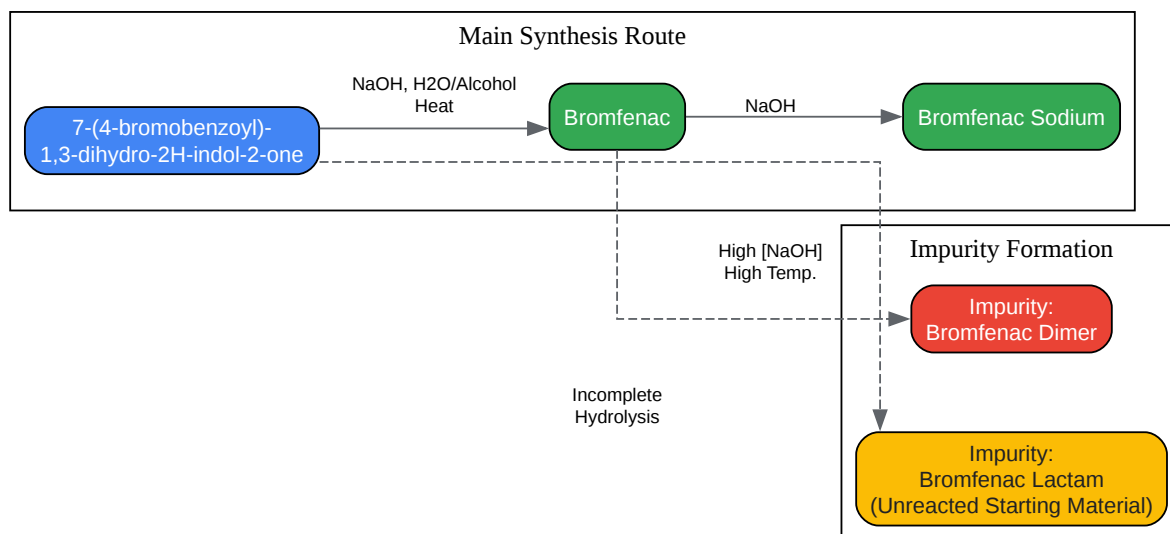 Main Synthesis Route
7-(4-bromobenzoyl)-
1,3-dihydro-2H-indol-2-one
NaOH, H2O/Alcohol
Heat
Bromfenac
NaOH
Bromfenac Sodium
High [NaOH]
High Temp.
Impurity Formation
Impurity:
Bromfenac Dimer
Incomplete
Hydrolysis
Impurity:
Bromfenac Lactam
(Unreacted Starting Material)